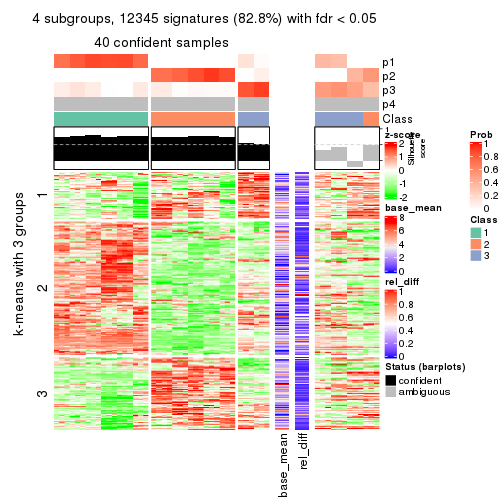 4 subgroups, 12345 signatures (82.8%) with fdr < 0.05
40 confident samples
p1
p2
p3
p4
Class
1
Silhouette
score
k-means with 3 groups
1
2
3
base_mean
rel_diff
z-score
2
1
0
-1
-2
base_mean
8
6
4
2
0
rel_diff
1
0.8
0.6
0.4
0.2
0
Status (barplots)
confident
ambiguous
Prob
1
0.8
0.6
0.4
0.2
0
Class
1
2
3